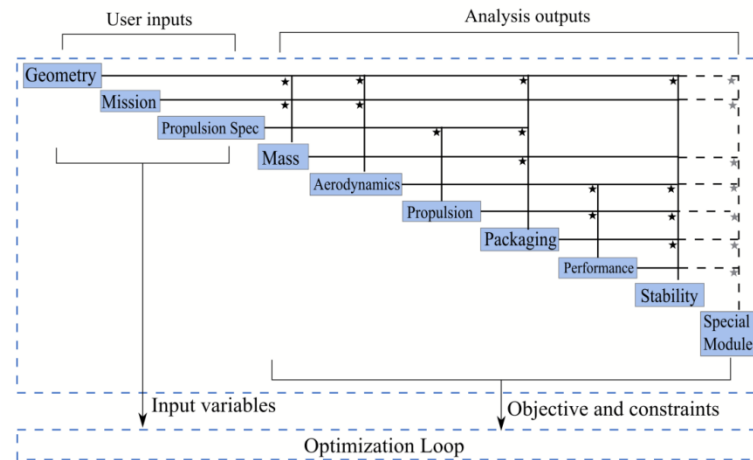 User inputs
Analysis outputs
Geometry
Mission
Propulsion Spec
Mass
Aerodynamics
Propulsion
Packaging
Performance
Stability
Special
Module
Input variables
Objective and constraints
Optimization Loop